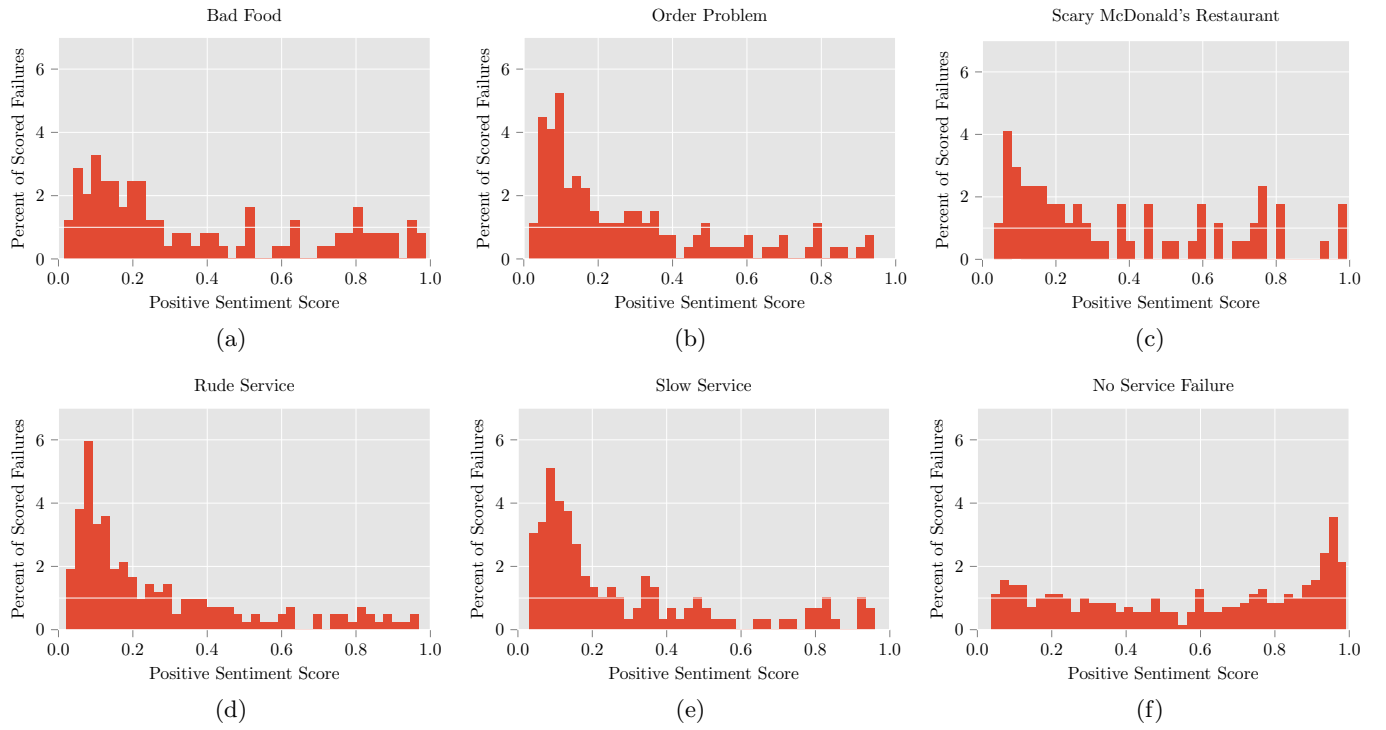 Bad Food
Percent of Scored Failures
6
4
2
0
0.0 0.2 0.4 0.6 0.8 1.0
Positive Sentiment Score
(a)
Order Problem
Percent of Scored Failures
6
4
2
0
0.0 0.2 0.4 0.6 0.8 1.0
Positive Sentiment Score
(b)
Scary McDonald's Restaurant
Percent of Scored Failures
6
4
2
0
0.0 0.2 0.4 0.6 0.8 1.0
Positive Sentiment Score
(c)
Rude Service
Percent of Scored Failures
6
4
2
0
0.0 0.2 0.4 0.6 0.8 1.0
Positive Sentiment Score
(d)
Slow Service
Percent of Scored Failures
6
4
2
0
0.0 0.2 0.4 0.6 0.8 1.0
Positive Sentiment Score
(e)
No Service Failure
Percent of Scored Failures
6
4
2
0
0.0 0.2 0.4 0.6 0.8 1.0
Positive Sentiment Score
(f)